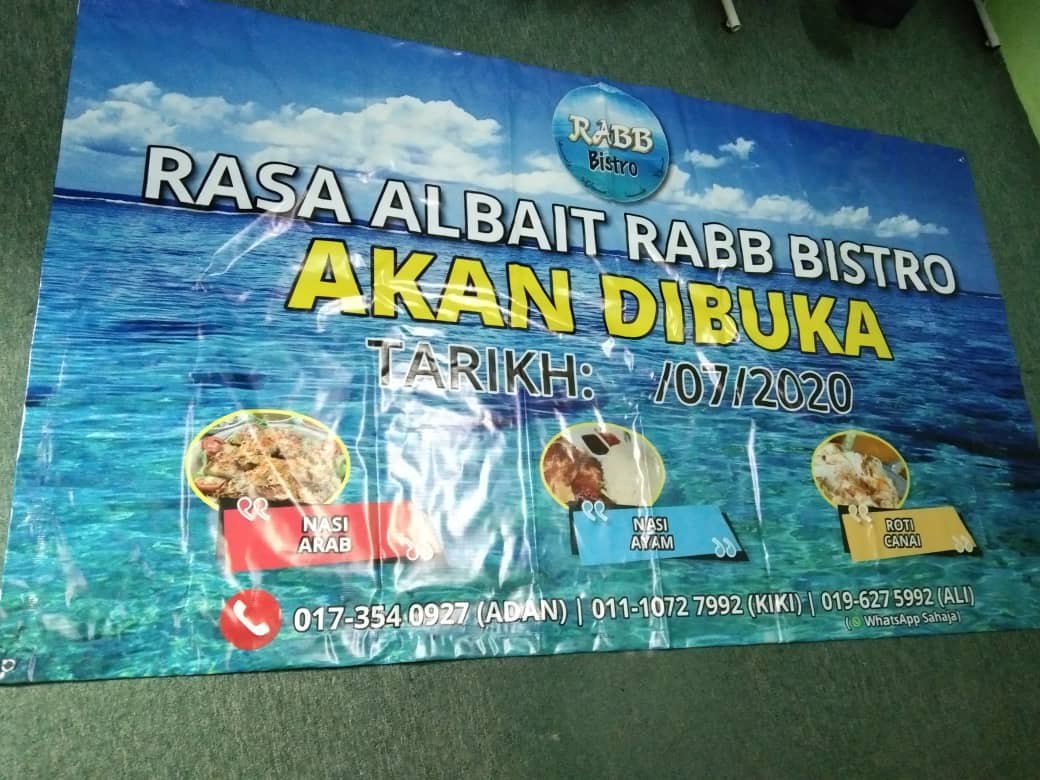 RABB
Bistro
RASA ALBAIT RABB BISTRO
AKAN DIBUKA
TARIKH: /07/2020
NASI
ARAB
NASI
AYAM
ROTI
CANAI
017-354 0927 (ADAN) | 011-1072 7992 (KIKI) | 019-627 5992 (ALI)
(WhatsApp Sahaja)